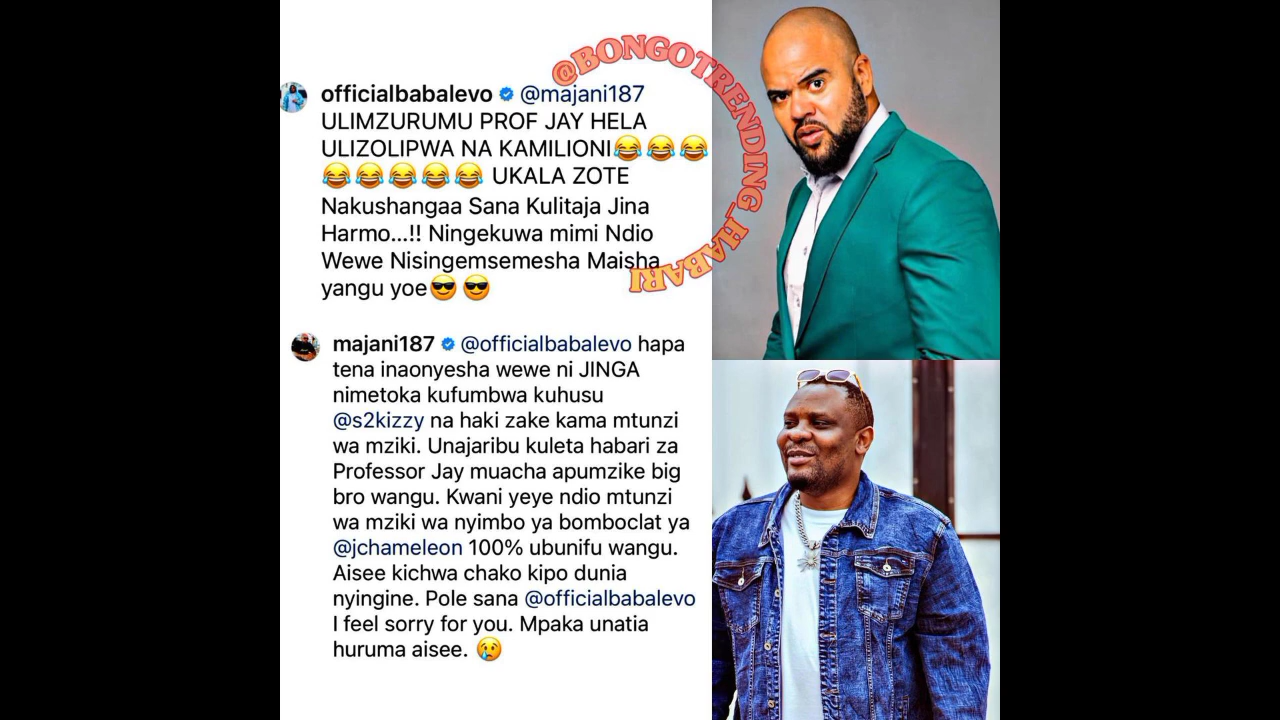 @BONGOTRENDING_HABARI
officialbabalevo @majani187
ULIMZURUMU PROF JAY HELA
ULIZOLIPWA NA KAMILIONI😂😂😂
😂😂😂😂😂 UKALA ZOTE
Nakushangaa Sana Kulitaja Jina
Harmo...!! Ningekuwa mimi Ndio
Wewe Nisingemsemesha Maisha
yangu yoe😎😎
majani187 @officialbabalevo hapa
tena inaonyesha wewe ni JINGA
nimetoka kufumbwa kuhusu
@s2kizzy na haki zake kama mtunzi
wa mziki. Unajaribu kuleta habari za
Professor Jay muacha apumzike big
bro wangu. Kwani yeye ndio mtunzi
wa mziki wa nyimbo ya bomboclat ya
@jchameleon 100% ubunifu wangu.
Aisee kichwa chako kipo dunia
nyingine. Pole sana @officialbabalevo
I feel sorry for you. Mpaka unatia
huruma aisee. 😢